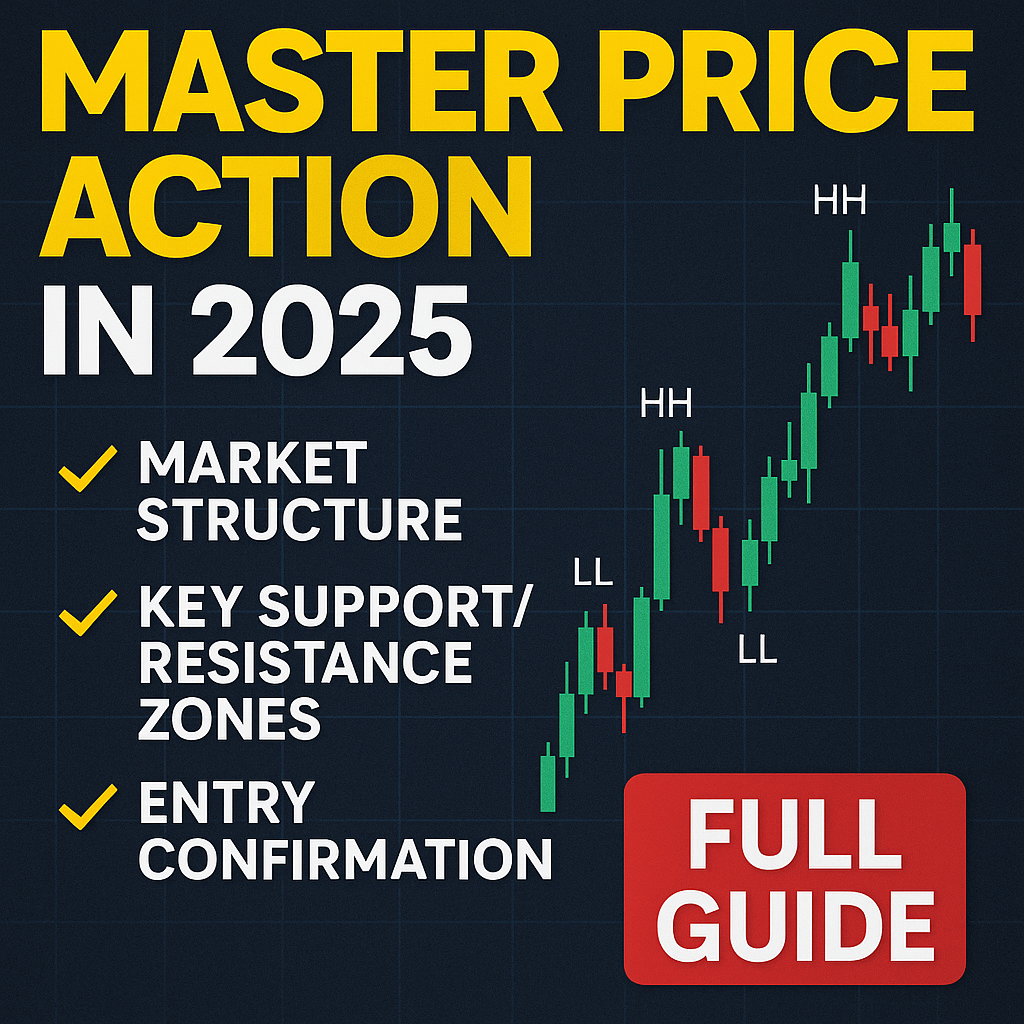 MASTER PRICE
ACTION
IN 2025
MARKET
STRUCTURE
KEY SUPPORT/
RESISTANCE
ZONES
ENTRY
CONFIRMATION
HH
HH
LL
LL
FULL
GUIDE